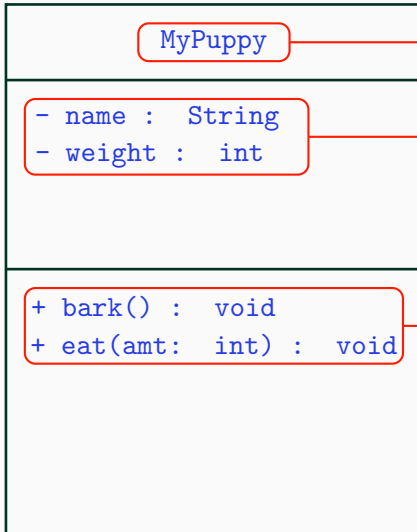 MyPuppy
- name : String
- weight : int
+ bark() : void
+ eat(amt: int) : void